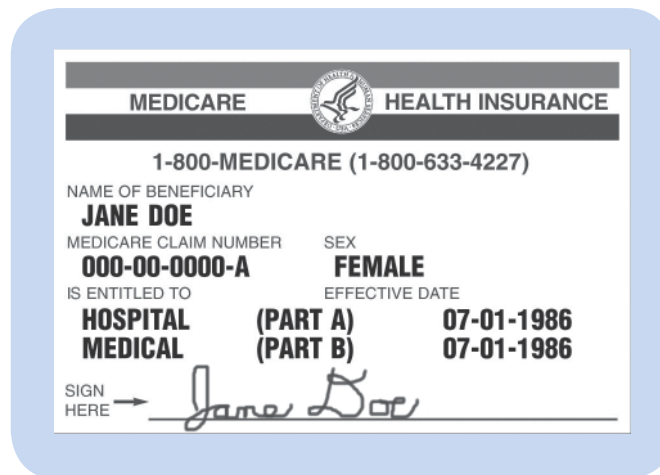 MEDICARE HEALTH INSURANCE
1-800-MEDICARE (1-800-633-4227)
NAME OF BENEFICIARY
JANE DOE
MEDICARE CLAIM NUMBER SEX
000-00-0000-A FEMALE
IS ENTITLED TO EFFECTIVE DATE
HOSPITAL (PART A) 07-01-1986
MEDICAL (PART B) 07-01-1986
SIGN
HERE Jane Doe